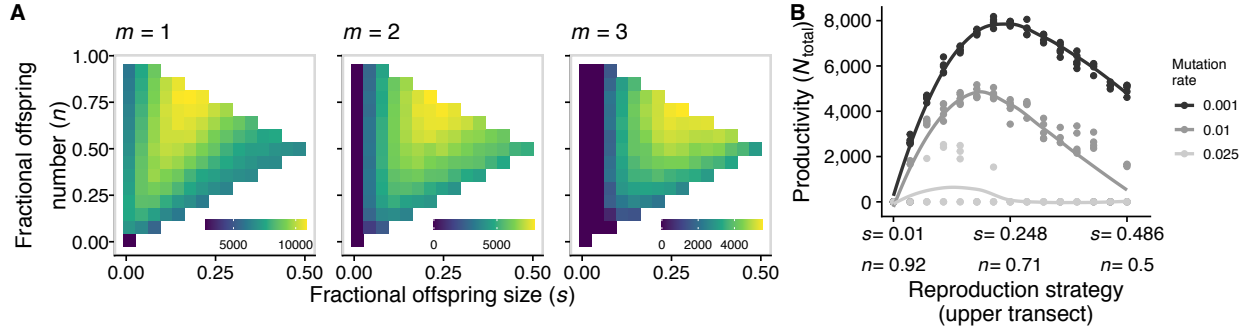 A
m = 1
m = 2
m = 3
Fractional offspring
number (n)
1.00
0.75
0.50
0.25
0.00
5000 10000
0 5000
0 2000 4000
0.00 0.25 0.50
0.00 0.25 0.50
0.00 0.25 0.50
Fractional offspring size (s)
B
Productivity (Ntotal)
8,000
6,000
4,000
2,000
0
s= 0.01 s= 0.248 s= 0.486
n= 0.92 n= 0.71 n= 0.5
Reproduction strategy
(upper transect)
Mutation
rate
0.001
0.01
0.025